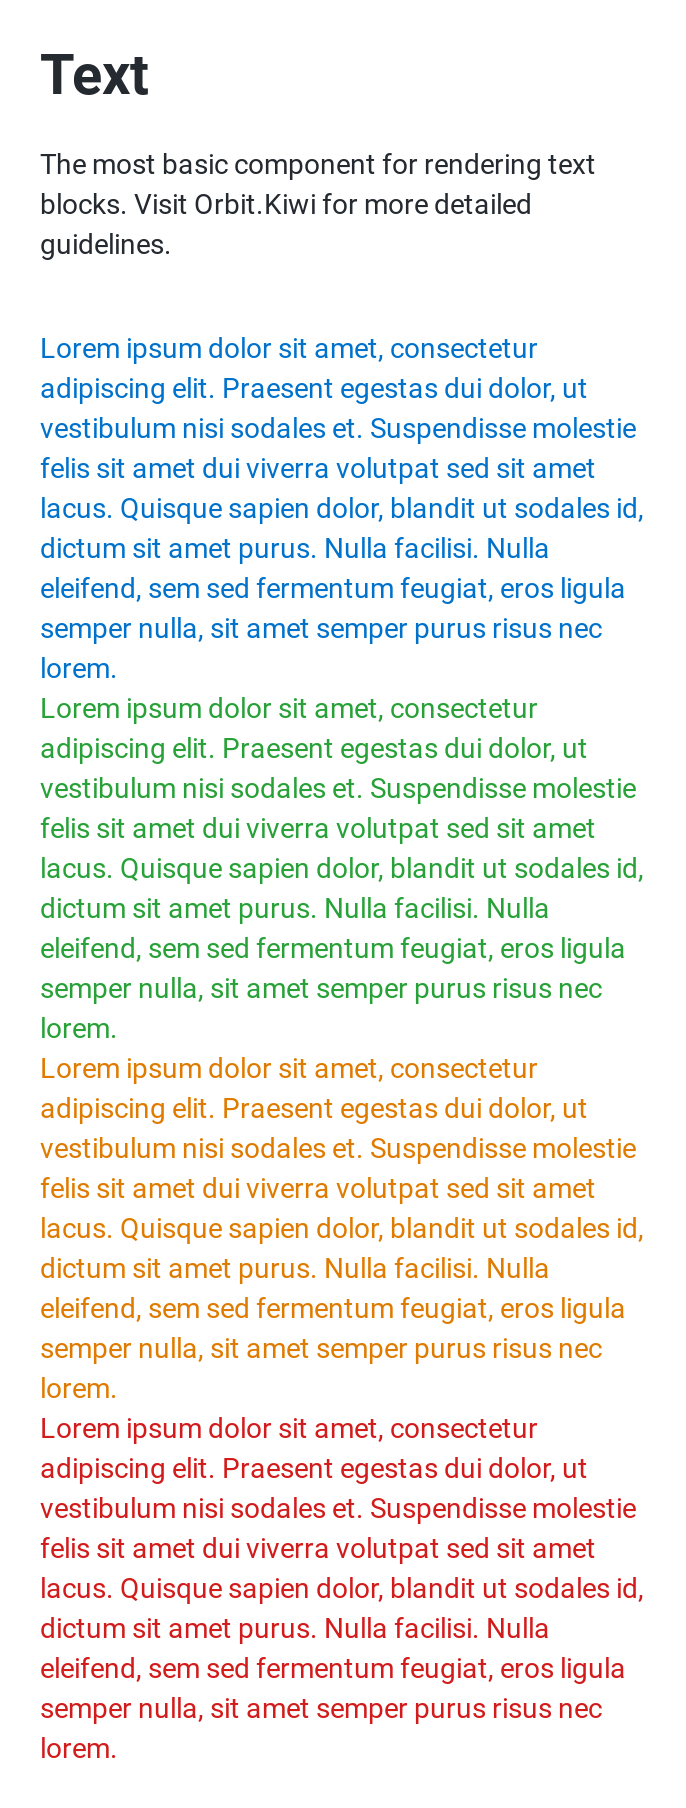 Text
The most basic component for rendering text
blocks. Visit Orbit.Kiwi for more detailed
guidelines.
Lorem ipsum dolor sit amet, consectetur
adipiscing elit. Praesent egestas dui dolor, ut
vestibulum nisi sodales et. Suspendisse molestie
felis sit amet dui viverra volutpat sed sit amet
lacus. Quisque sapien dolor, blandit ut sodales id,
dictum sit amet purus. Nulla facilisi. Nulla
eleifend, sem sed fermentum feugiat, eros ligula
semper nulla, sit amet semper purus risus nec
lorem.
Lorem ipsum dolor sit amet, consectetur
adipiscing elit. Praesent egestas dui dolor, ut
vestibulum nisi sodales et. Suspendisse molestie
felis sit amet dui viverra volutpat sed sit amet
lacus. Quisque sapien dolor, blandit ut sodales id,
dictum sit amet purus. Nulla facilisi. Nulla
eleifend, sem sed fermentum feugiat, eros ligula
semper nulla, sit amet semper purus risus nec
lorem.
Lorem ipsum dolor sit amet, consectetur
adipiscing elit. Praesent egestas dui dolor, ut
vestibulum nisi sodales et. Suspendisse molestie
felis sit amet dui viverra volutpat sed sit amet
lacus. Quisque sapien dolor, blandit ut sodales id,
dictum sit amet purus. Nulla facilisi. Nulla
eleifend, sem sed fermentum feugiat, eros ligula
semper nulla, sit amet semper purus risus nec
lorem.
Lorem ipsum dolor sit amet, consectetur
adipiscing elit. Praesent egestas dui dolor, ut
vestibulum nisi sodales et. Suspendisse molestie
felis sit amet dui viverra volutpat sed sit amet
lacus. Quisque sapien dolor, blandit ut sodales id,
dictum sit amet purus. Nulla facilisi. Nulla
eleifend, sem sed fermentum feugiat, eros ligula
semper nulla, sit amet semper purus risus nec
lorem.